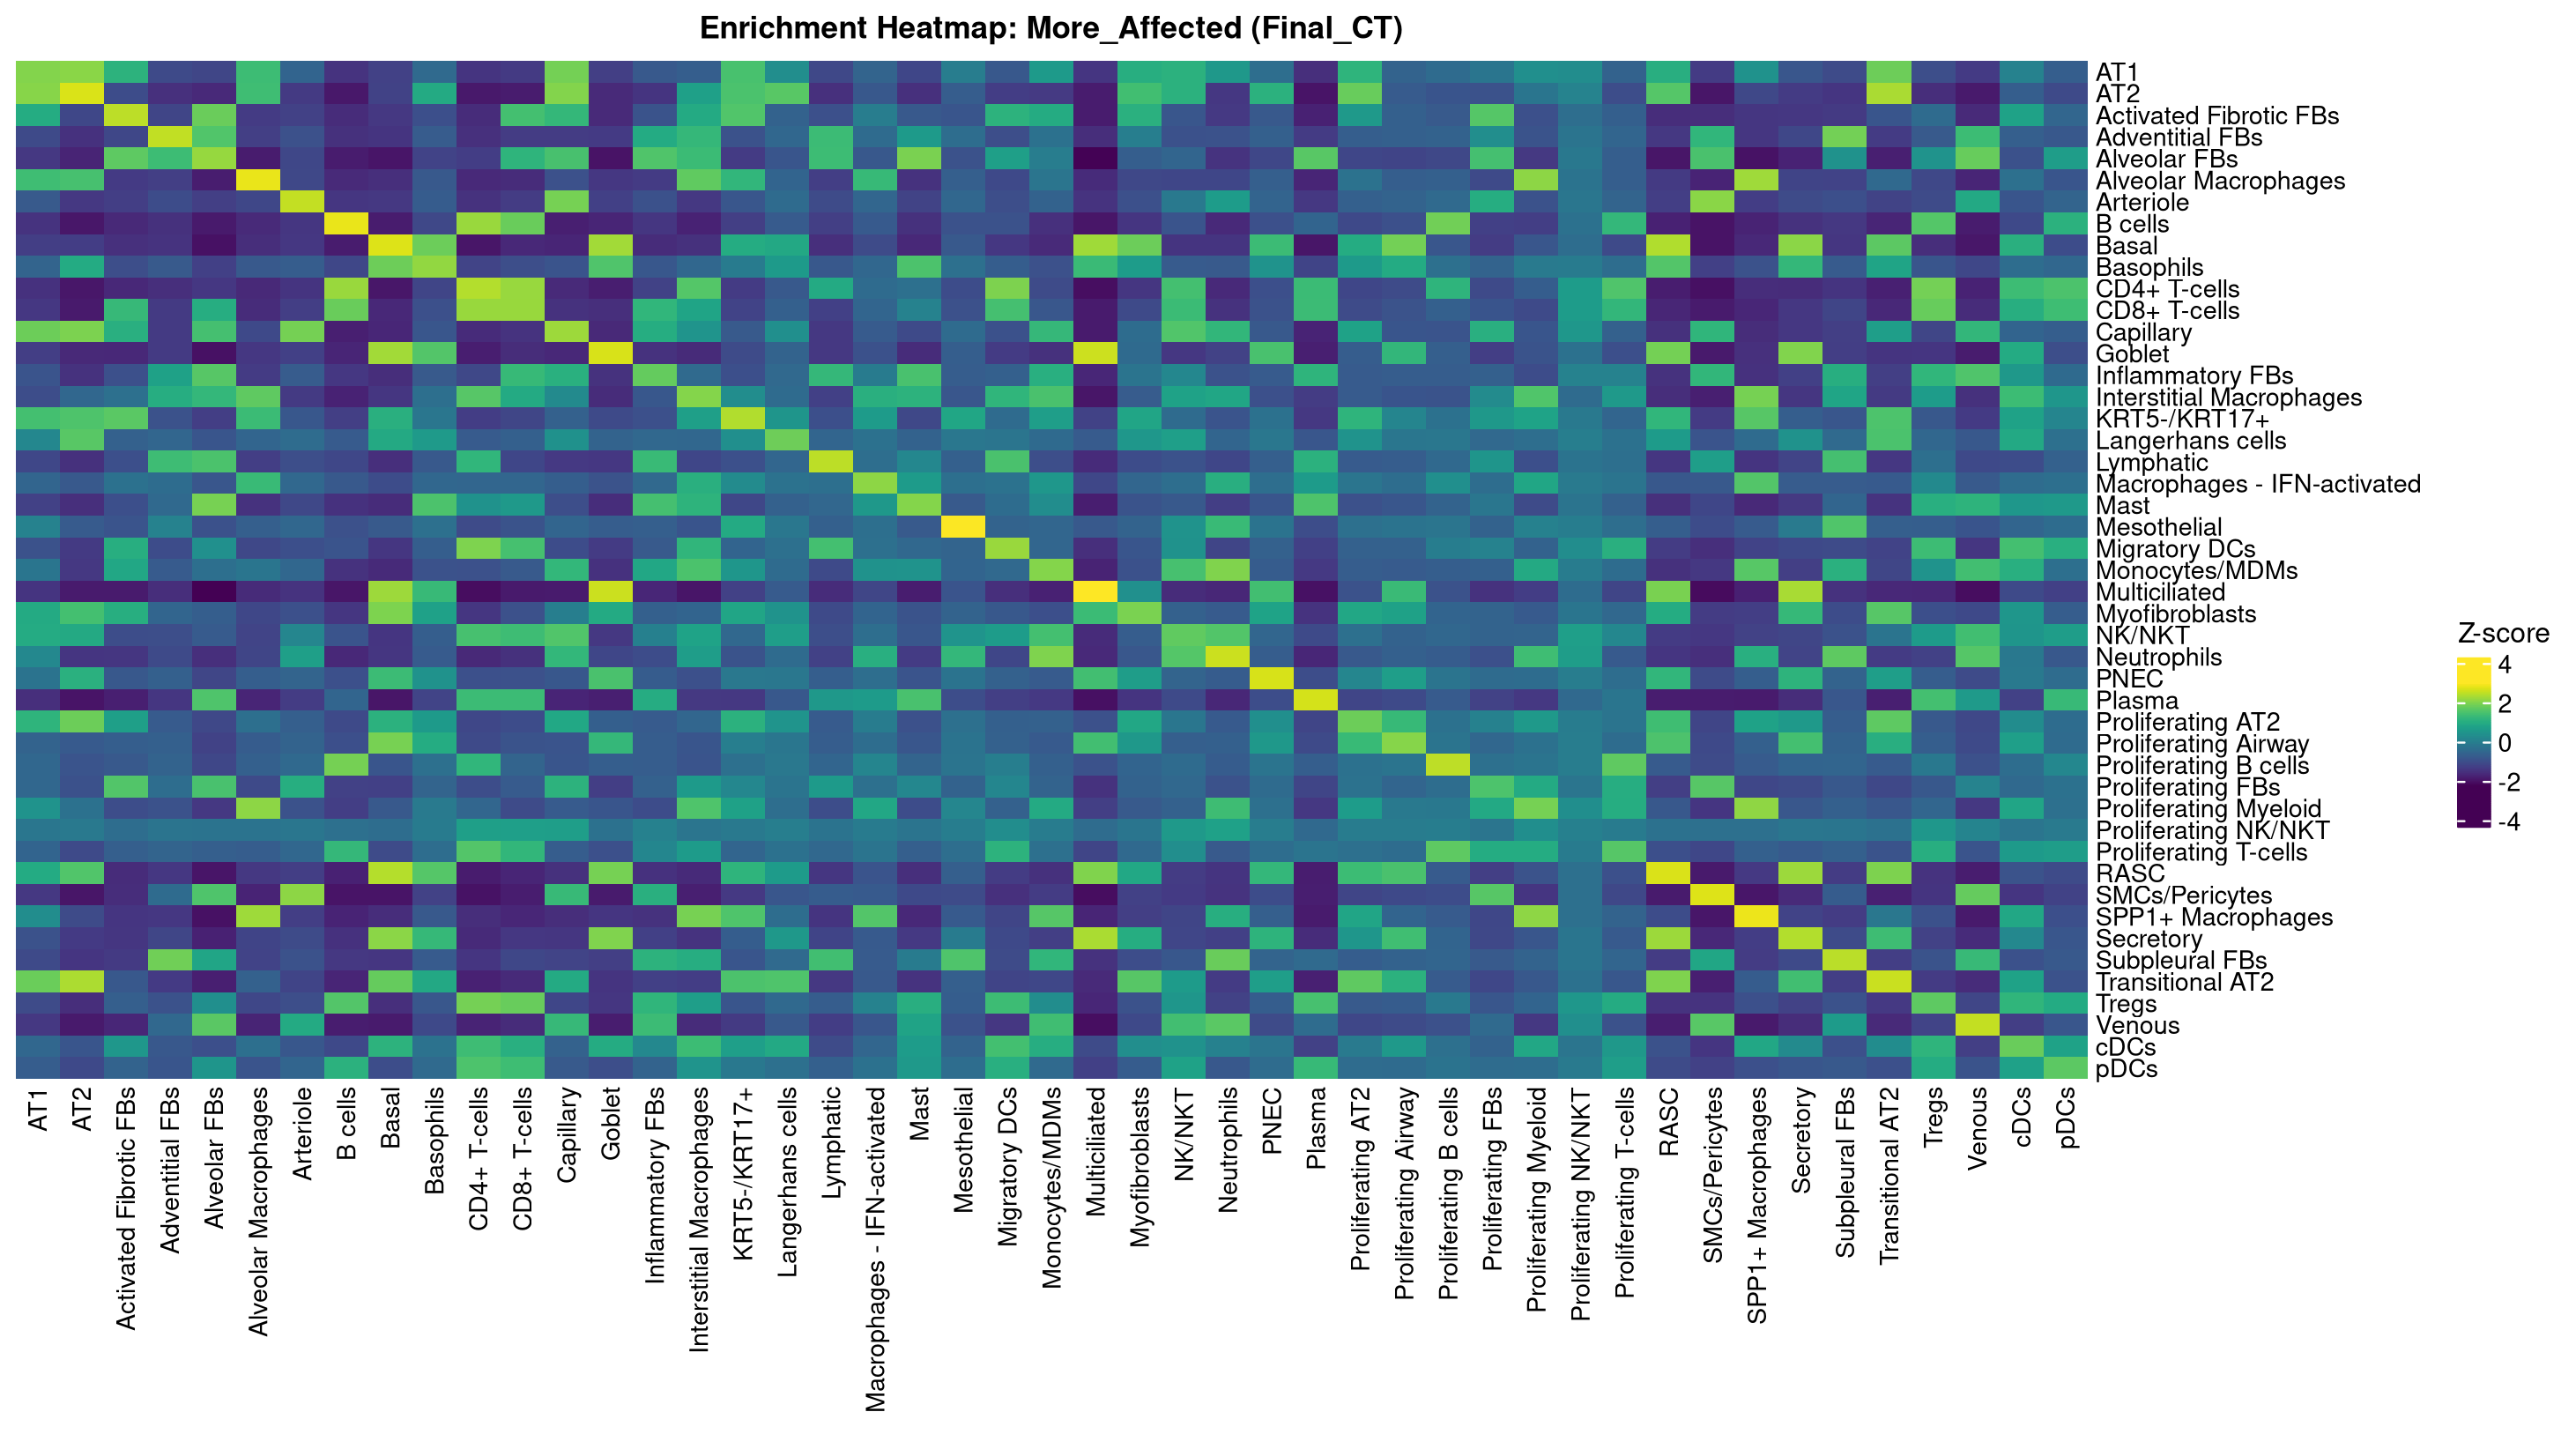 Enrichment Heatmap: More_Affected (Final_CT)
AT1
AT2
Activated Fibrotic FBs
Adventitial FBs
Alveolar FBs
Alveolar Macrophages
Arteriole
B cells
Basal
Basophils
CD4+ T-cells
CD8+ T-cells
Capillary
Goblet
Inflammatory FBs
Interstitial Macrophages
KRT5-/KRT17+
Langerhans cells
Lymphatic
Macrophages - IFN-activated
Mast
Mesothelial
Migratory DCs
Monocytes/MDMs
Multiciliated
Myofibroblasts
NK/NKT
Neutrophils
PNEC
Plasma
Proliferating AT2
Proliferating Airway
Proliferating B cells
Proliferating FBs
Proliferating Myeloid
Proliferating NK/NKT
Proliferating T-cells
RASC
SMCs/Pericytes
SPP1+ Macrophages
Secretory
Subpleural FBs
Transitional AT2
Tregs
Venous
cDCs
pDCs
Z-score
4
2
0
-2
-4
AT1
AT2
Activated Fibrotic FBs
Adventitial FBs
Alveolar FBs
Alveolar Macrophages
Arteriole
B cells
Basal
Basophils
CD4+ T-cells
CD8+ T-cells
Capillary
Goblet
Inflammatory FBs
Interstitial Macrophages
KRT5-/KRT17+
Langerhans cells
Lymphatic
Macrophages - IFN-activated
Mast
Mesothelial
Migratory DCs
Monocytes/MDMs
Multiciliated
Myofibroblasts
NK/NKT
Neutrophils
PNEC
Plasma
Proliferating AT2
Proliferating Airway
Proliferating B cells
Proliferating FBs
Proliferating Myeloid
Proliferating NK/NKT
Proliferating T-cells
RASC
SMCs/Pericytes
SPP1+ Macrophages
Secretory
Subpleural FBs
Transitional AT2
Tregs
Venous
cDCs
pDCs